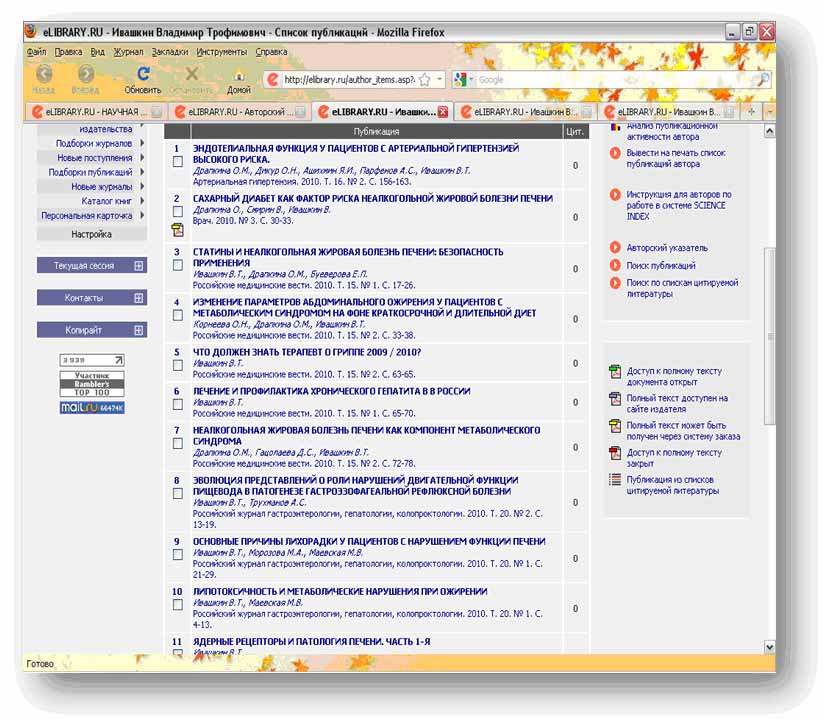 eLIBRARY.RU - Ивашкин Владимир Трофимович - Список публикаций - Mozilla Firefox
Файл Правка Вид Журнал Закладки Инструменты Справка
Назад Вперёд Обновить Остановить Домой http://elibrary.ru/author_items.asp? Google
eLIBRARY.RU - НАУЧНАЯ ... eLIBRARY.RU - Авторский ... eLIBRARY.RU - Ивашки... eLIBRARY.RU - Ивашкин В... eLIBRARY.RU - Ивашкин В...
издательства
Подборки журналов
Новые поступления
Подборки публикаций
Новые журналы
Каталог книг
Персональная карточка
Настройка
Текущая сессия
Контакты
Копирайт
3 939
Участник
Rambler's
TOP 100
mail.ru 66474K
Публикация Цит.
1 ЭНДОТЕЛИАЛЬНАЯ ФУНКЦИЯ У ПАЦИЕНТОВ С АРТЕРИАЛЬНОЙ ГИПЕРТЕНЗИЕЙ
ВЫСОКОГО РИСКА.
Драпкина О.М., Дикур О.Н., Ашихмин Я.И., Парфенов А.С., Ивашкин В.Т.
Артериальная гипертензия. 2010. Т. 16. № 2. С. 156-163.
0
2 САХАРНЫЙ ДИАБЕТ КАК ФАКТОР РИСКА НЕАЛКОГОЛЬНОЙ ЖИРОВОЙ БОЛЕЗНИ ПЕЧЕНИ
Драпкина О., Смирин В., Ивашкин В.
Врач. 2010. № 3. С. 30-33.
0
3 СТАТИНЫ И НЕАЛКОГОЛЬНАЯ ЖИРОВАЯ БОЛЕЗНЬ ПЕЧЕНИ: БЕЗОПАСНОСТЬ
ПРИМЕНЕНИЯ
Ивашкин В.Т., Драпкина О.М., Буеверова Е.Л.
Российские медицинские вести. 2010. Т. 15. № 1. С. 17-26.
0
4 ИЗМЕНЕНИЕ ПАРАМЕТРОВ АБДОМИНАЛЬНОГО ОЖИРЕНИЯ У ПАЦИЕНТОВ С
МЕТАБОЛИЧЕСКИМ СИНДРОМОМ НА ФОНЕ КРАТКОСРОЧНОЙ И ДЛИТЕЛЬНОЙ ДИЕТ
Корнеева О.Н., Драпкина О.М., Ивашкин В.Т.
Российские медицинские вести. 2010. Т. 15. № 2. С. 33-38.
0
5 ЧТО ДОЛЖЕН ЗНАТЬ ТЕРАПЕВТ О ГРИППЕ 2009 / 2010?
Ивашкин В.Т.
Российские медицинские вести. 2010. Т. 15. № 2. С. 63-65.
0
6 ЛЕЧЕНИЕ И ПРОФИЛАКТИКА ХРОНИЧЕСКОГО ГЕПАТИТА В В РОССИИ
Ивашкин В.Т.
Российские медицинские вести. 2010. Т. 15. № 1. С. 65-70.
0
7 НЕАЛКОГОЛЬНАЯ ЖИРОВАЯ БОЛЕЗНЬ ПЕЧЕНИ КАК КОМПОНЕНТ МЕТАБОЛИЧЕСКОГО
СИНДРОМА
Драпкина О.М., Гацолаева Д.С., Ивашкин В.Т.
Российские медицинские вести. 2010. Т. 15. № 2. С. 72-78.
0
8 ЭВОЛЮЦИЯ ПРЕДСТАВЛЕНИЙ О РОЛИ НАРУШЕНИЙ ДВИГАТЕЛЬНОЙ ФУНКЦИИ
ПИЩЕВОДА В ПАТОГЕНЕЗЕ ГАСТРОЭЗОФАГЕАЛЬНОЙ РЕФЛЮКСНОЙ БОЛЕЗНИ
Ивашкин В.Т., Трухманов А.С.
Российский журнал гастроэнтерологии, гепатологии, колопроктологии. 2010. Т. 20. № 2. С.
13-19.
0
9 ОСНОВНЫЕ ПРИЧИНЫ ЛИХОРАДКИ У ПАЦИЕНТОВ С НАРУШЕНИЕМ ФУНКЦИИ ПЕЧЕНИ
Ивашкин В.Т., Морозова М.А., Маевская М.В.
Российский журнал гастроэнтерологии, гепатологии, колопроктологии. 2010. Т. 20. № 1. С.
21-29.
0
10 ЛИПОТОКСИЧНОСТЬ И МЕТАБОЛИЧЕСКИЕ НАРУШЕНИЯ ПРИ ОЖИРЕНИИ
Ивашкин В.Т., Маевская М.В.
Российский журнал гастроэнтерологии, гепатологии, колопроктологии. 2010. Т. 20. № 1. С.
4-13.
0
11 ЯДЕРНЫЕ РЕЦЕПТОРЫ И ПАТОЛОГИЯ ПЕЧЕНИ. ЧАСТЬ 1-Я
Ивашкин В.Т.
Анализ публикационной
активности автора
Вывести на печать список
публикаций автора
Инструкция для авторов по
работе в системе SCIENCE
INDEX
Авторский указатель
Поиск публикаций
Поиск по спискам цитируемой
литературы
Доступ к полному тексту
документа открыт
Полный текст доступен на
сайте издателя
Полный текст может быть
получен через систему заказа
Доступ к полному тексту
закрыт
Публикация из списков
цитируемой литературы
Готово